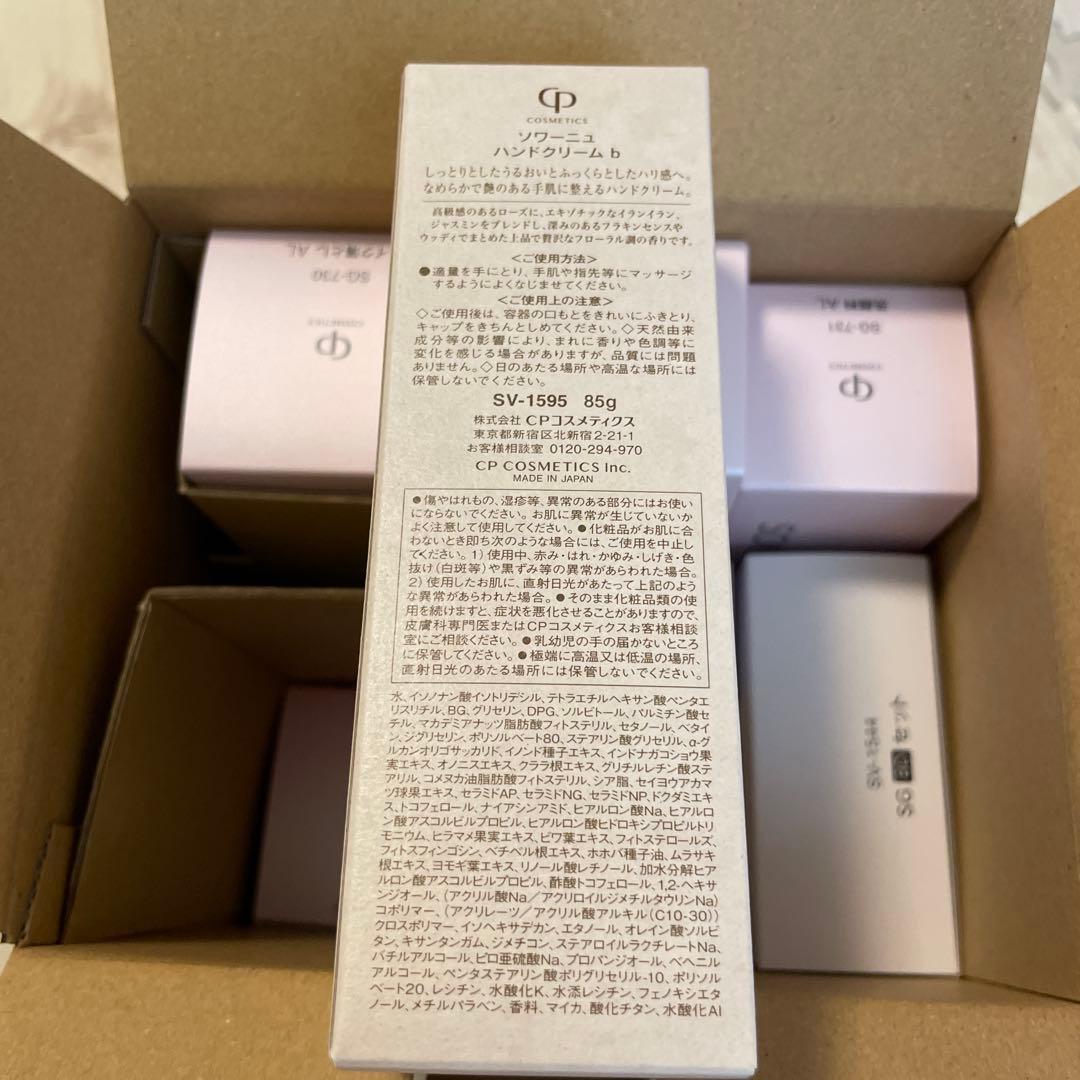 CP
COSMETICS
ソワーニュ
ハンドクリーム b
しっとりとしたうるおいとふっくらとしたハリ感へ。
なめらかで艶のある手肌に整えるハンドクリーム。
高級感のあるローズに、エキゾチックなイランイラン、
ジャスミンをブレンドし、深みのあるフランキンセンスや
ウッディでまとめた上品で贅沢なフローラル調の香りです。
＜ご使用方法＞
●適量を手にとり、手肌や指先等にマッサージ
するようによくなじませてください。
＜ご使用上の注意＞
◇ご使用後は、容器の口もとをきれいにふきとり、
キャップをきちんとしめてください。◇天然由来
成分等の影響により、まれに香りや色調等に
変化を感じる場合がありますが、品質には問題
ありません。◇日のあたる場所や高温な場所には
保管しないでください。
SV-1595 85g
株式会社 CPコスメティクス
東京都新宿区北新宿2-21-1
お客様相談室 0120-294-970
CP COSMETICS Inc.
MADE IN JAPAN
●傷やはれもの、湿疹等、異常のある部分にはお使い
にならないでください。お肌に異常が生じていないか
よく注意して使用してください。●化粧品がお肌に合
わないとき即ち次のような場合には、ご使用を中止し
てください。1）使用中、赤み・はれ・かゆみ・しげき・色
抜け（白斑等）や黒ずみ等の異常があらわれた場合。
2）使用したお肌に、直射日光があたって上記のよう
な異常があらわれた場合。●そのまま化粧品類の使
用を続けますと、症状を悪化させることがありますので、
皮膚科専門医またはCPコスメティクスお客様相談
室にご相談ください。●乳幼児の手の届かないところ
に保管してください。●極端に高温又は低温の場所、
直射日光のあたる場所には保管しないでください。
水、イソノナン酸イソトリデシル、テトラエチルヘキサン酸ペンタエ
リスリチル、BG、グリセリン、DPG、ソルビトール、パルミチン酸セ
チル、マカデミアナッツ脂肪酸フィトステリル、セタノール、ベタイ
ン、ジグリセリン、ポリソルベート80、ステアリン酸グリセリル、α-グ
ルカンオリゴサッカリド、イノンド種子エキス、インドナガコショウ果
実エキス、オノニスエキス、クララ根エキス、グリチルレチン酸ステ
アリル、コメヌカ油脂肪酸フィトステリル、シア脂、セイヨウアカマ
ツ球果エキス、セラミドAP、セラミドNG、セラミドNP、ドクダミエキ
ス、トコフェロール、ナイアシンアミド、ヒアルロン酸Na、ヒアルロ
ン酸アスコルビルプロピル、ヒアルロン酸ヒドロキシプロピルトリ
モニウム、ヒラマメ果実エキス、ビワ葉エキス、フィトステロールズ、
フィトスフィンゴシン、ベチベル根エキス、ホホバ種子油、ムラサキ
根エキス、ヨモギ葉エキス、リノール酸レチノール、加水分解ヒア
ルロン酸アスコルビルプロピル、酢酸トコフェロール、1,2-ヘキサ
ンジオール、（アクリル酸Na／アクリロイルジメチルタウリンNa）
コポリマー、（アクリレーツ／アクリル酸アルキル（C10-30））
クロスポリマー、イソヘキサデカン、エタノール、オレイン酸ソルビ
タン、キサンタンガム、ジメチコン、ステアロイルラクチレートNa、
バチルアルコール、ピロ亜硫酸Na、プロパンジオール、ベヘニル
アルコール、ペンタステアリン酸ポリグリセリル-10、ポリソル
ベート20、レシチン、水酸化K、水添レシチン、フェノキシエタ
ノール、メチルパラベン、香料、マイカ、酸化チタン、水酸化Al
イク落とし AL
SG-730
CP
COSMETICS
洗顔料 AL
SG-731
CP
COSMETICS
SV-1544
SG セット